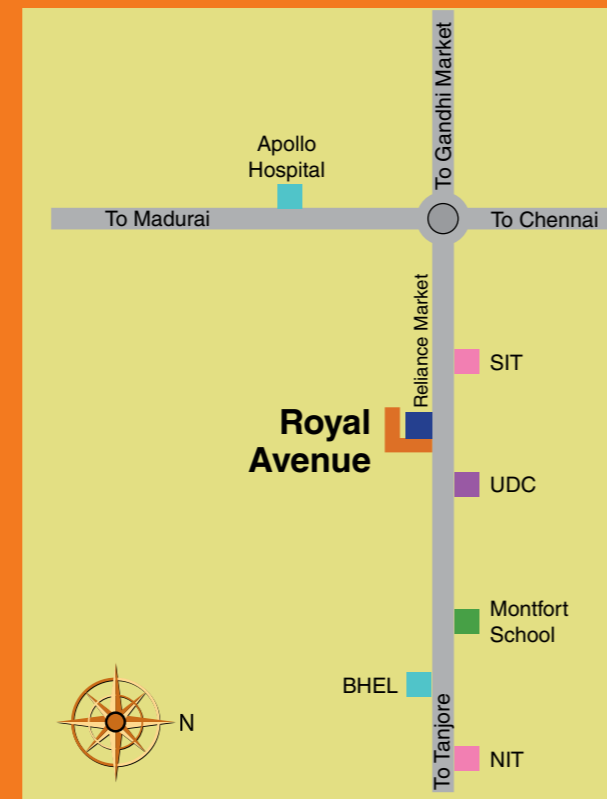 To Gandhi Market
Apollo
Hospital
To Madurai
To Chennai
Reliance Market
SIT
Royal
Avenue
UDC
Montfort
School
BHEL
N
To Tanjore
NIT